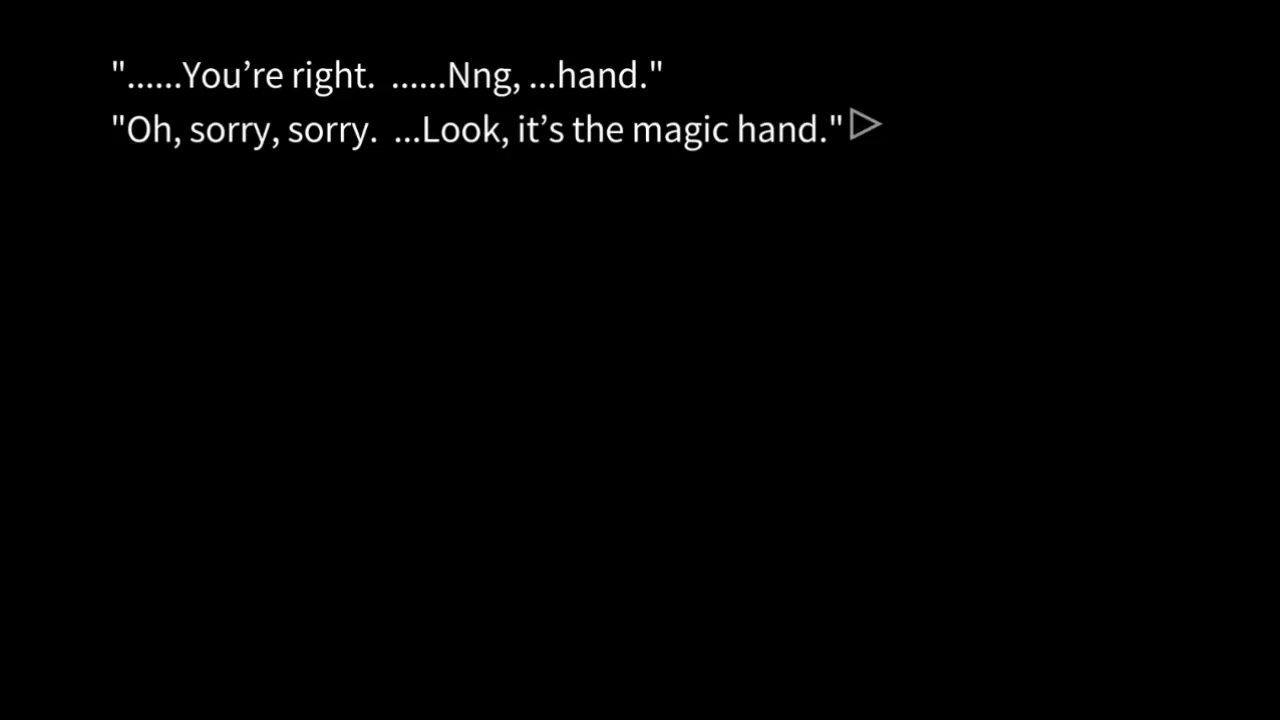 "......You’re right.  ......Nng, ...hand."
"Oh, sorry, sorry.  ...Look, it’s the magic hand."